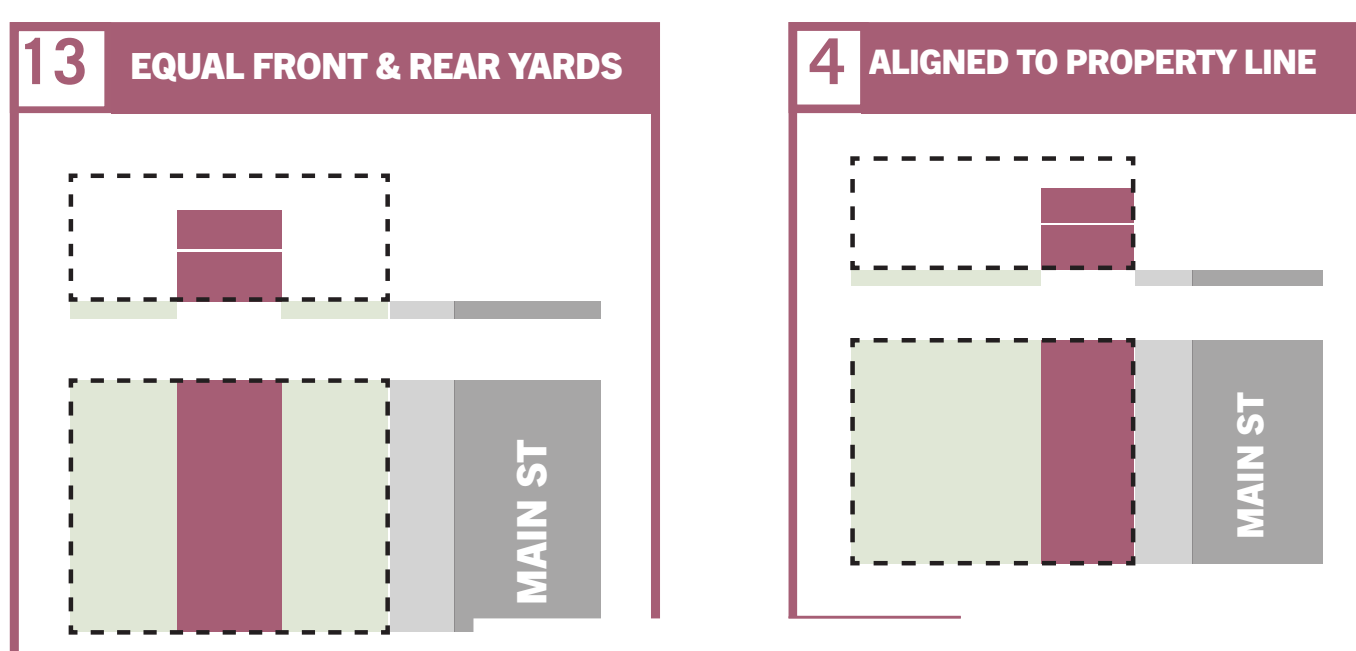 13 EQUAL FRONT & REAR YARDS
MAIN ST
4 ALIGNED TO PROPERTY LINE
MAIN ST